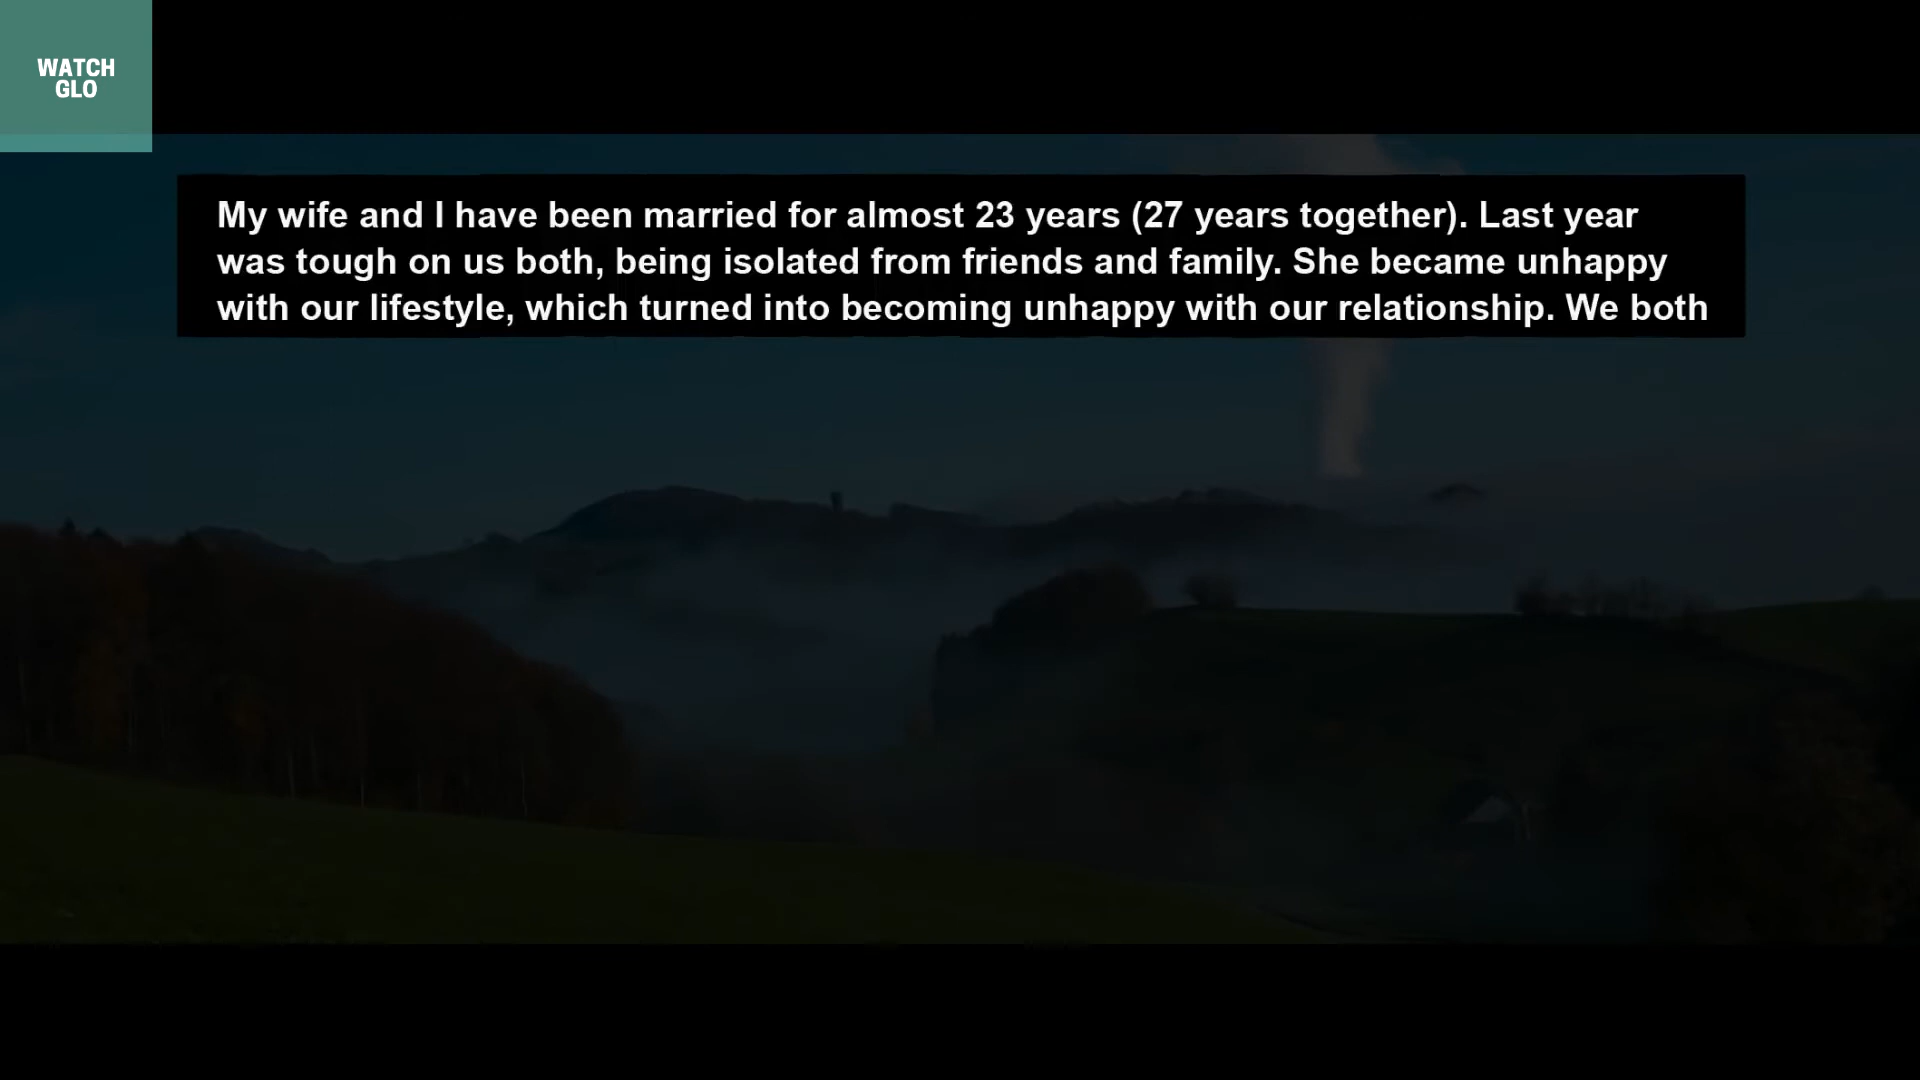 WATCH
GLO
My wife and I have been married for almost 23 years (27 years together). Last year
was tough on us both, being isolated from friends and family. She became unhappy
with our lifestyle, which turned into becoming unhappy with our relationship. We both